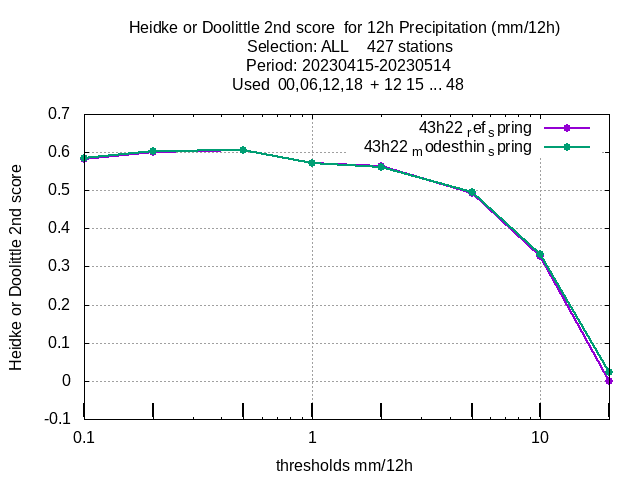 Heidke or Doolittle 2nd score  for 12h Precipitation (mm/12h)
Selection: ALL    427 stations
Period: 20230415-20230514
Used  00,06,12,18  + 12 15 ... 48
43h22 ref spring
43h22 modesthin spring
Heidke or Doolittle 2nd score
0.7
0.6
0.5
0.4
0.3
0.2
0.1
0
-0.1
0.1 1 10
thresholds mm/12h